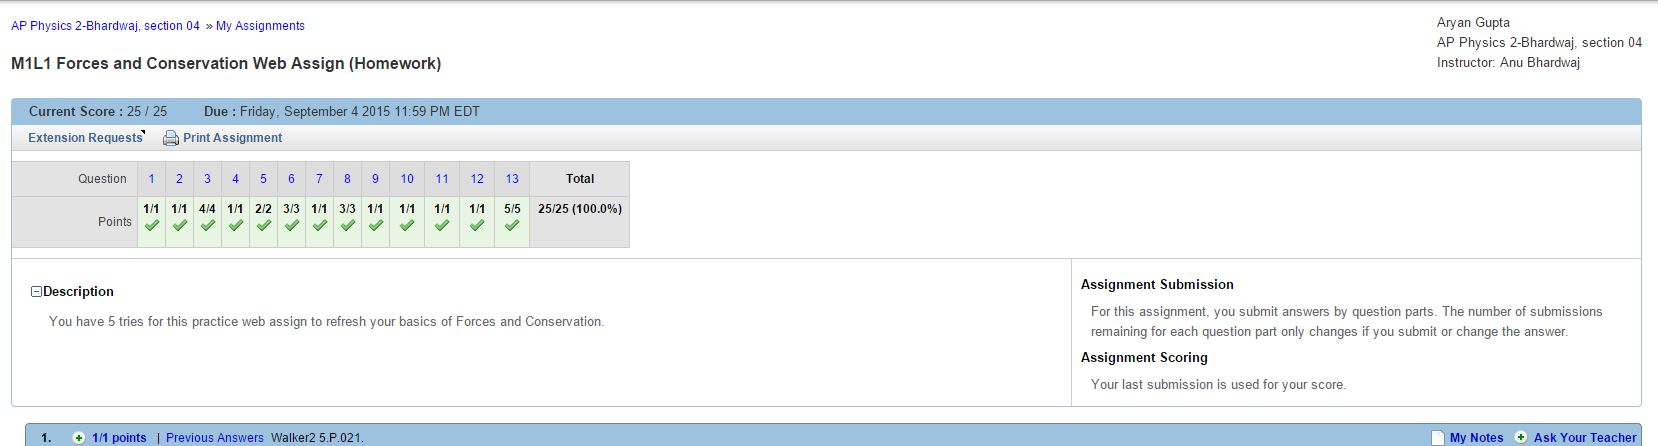 AP Physics 2-Bhardwaj, section 04 » My Assignments
Aryan Gupta
AP Physics 2-Bhardwaj, section 04
Instructor: Anu Bhardwaj
M1L1 Forces and Conservation Web Assign (Homework)
Current Score : 25 / 25 Due : Friday, September 4 2015 11:59 PM EDT
Extension Requests Print Assignment
Question 1 2 3 4 5 6 7 8 9 10 11 12 13 Total
Points 1/1 1/1 4/4 1/1 2/2 3/3 1/1 3/3 1/1 1/1 1/1 1/1 5/5 25/25 (100.0%)
Description
You have 5 tries for this practice web assign to refresh your basics of Forces and Conservation.
Assignment Submission
For this assignment, you submit answers by question parts. The number of submissions
remaining for each question part only changes if you submit or change the answer.
Assignment Scoring
Your last submission is used for your score.
1. 1/1 points | Previous Answers Walker2 5.P.021. My Notes Ask Your Teacher